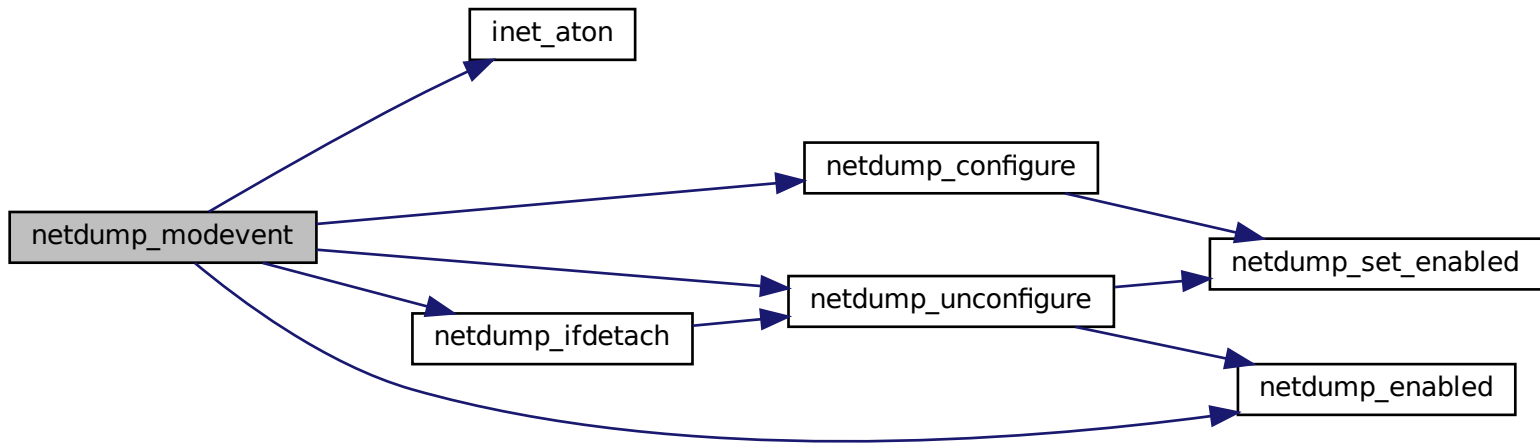 inet_aton
netdump_configure
netdump_modevent
netdump_set_enabled
netdump_unconfigure
netdump_ifdetach
netdump_enabled